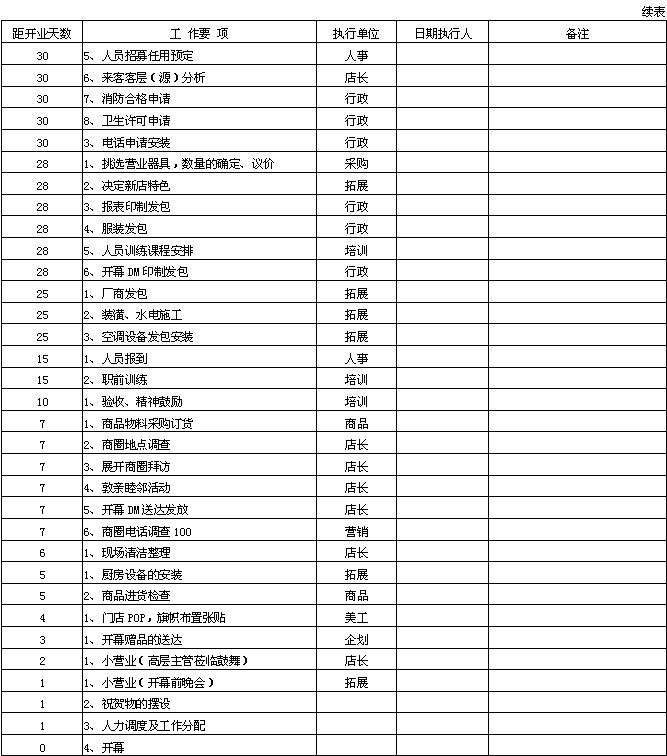 续表
距开业天数 工 作要 项 执行单位 日期执行人 备注
30 5、人员招募任用预定 人事
30 6、来客客层（源）分析 店长
30 7、消防合格申请 行政
30 8、卫生许可申请 行政
30 3、电话申请安装 行政
28 1、挑选营业器具，数量的确定、议价 采购
28 2、决定新店特色 拓展
28 3、报表印制发包 行政
28 4、服装发包 行政
28 5、人员训练课程安排 培训
28 6、开幕DM印制发包 行政
25 1、厂商发包 拓展
25 2、装潢、水电施工 拓展
25 3、空调设备发包安装 拓展
15 1、人员报到 人事
15 2、职前训练 培训
10 1、验收、精神鼓励 培训
7 1、商品物料采购订货 商品
7 2、商圈地点调查 店长
7 3、展开商圈拜访 店长
7 4、敦亲睦邻活动 店长
7 5、开幕DM送达发放 店长
7 6、商圈电话调查100 营销
6 1、现场清洁整理 店长
5 1、厨房设备的安装 拓展
5 2、商品进货检查 商品
4 1、门店POP，旗帜布置张贴 美工
3 1、开幕赠品的送达 企划
2 1、小营业（高层主管莅临鼓舞） 店长
1 1、小营业（开幕前晚会） 拓展
1 2、祝贺物的摆设
1 3、人力调度及工作分配
0 4、开幕